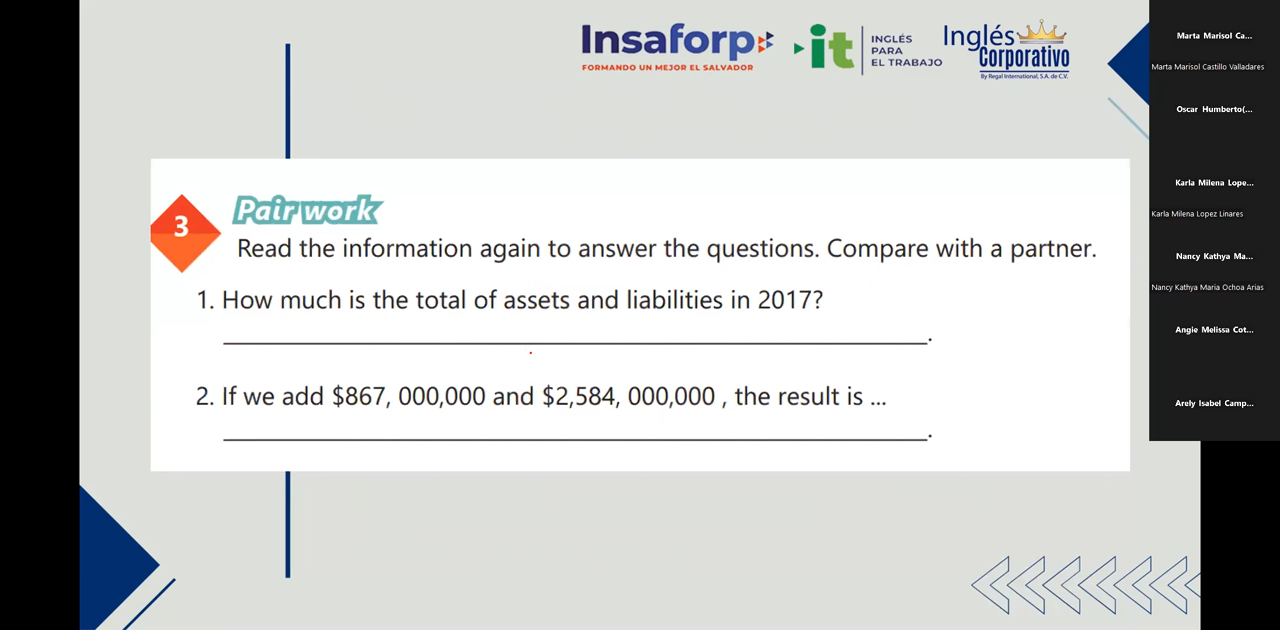 Insaforp
FORMANDO UN MEJOR EL SALVADOR
it
INGLÉS
PARA
EL TRABAJO
Inglés
Corporativo
By Regal International, S.A. de C.V.
3
Pair work
Read the information again to answer the questions. Compare with a partner.
1. How much is the total of assets and liabilities in 2017?
.
2. If we add $867, 000,000 and $2,584, 000,000 , the result is ...
.
Marta Marisol Ca...
Marta Marisol Castillo Valladares
Oscar Humberto(...
Karla Milena Lope...
Karla Milena Lopez Linares
Nancy Kathya Ma...
Nancy Kathya Maria Ochoa Arias
Angie Melissa Cot...
Arely Isabel Camp...